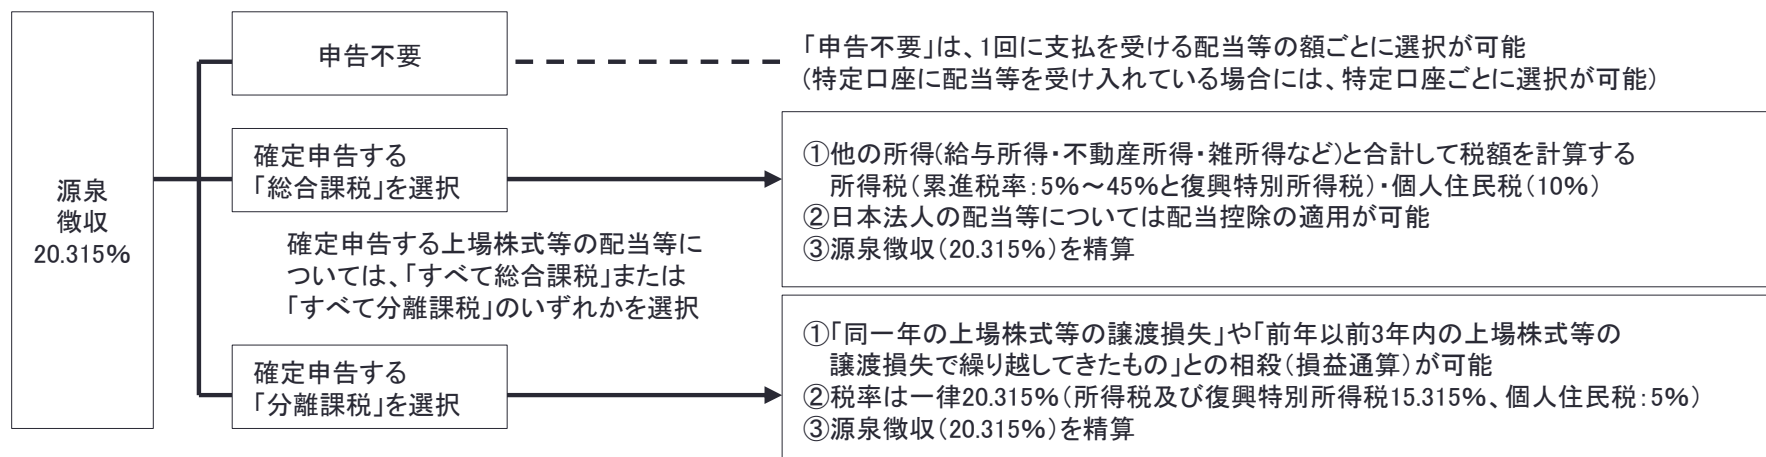 源泉
徴収
20.315%
申告不要
「申告不要」は、1回に支払を受ける配当等の額ごとに選択が可能
(特定口座に配当等を受け入れている場合には、特定口座ごとに選択が可能)
確定申告する
「総合課税」を選択
①他の所得(給与所得・不動産所得・雑所得など)と合計して税額を計算する
所得税(累進税率:5%～45%と復興特別所得税)・個人住民税(10%)
②日本法人の配当等については配当控除の適用が可能
③源泉徴収(20.315%)を精算
確定申告する上場株式等の配当等に
ついては、「すべて総合課税」または
「すべて分離課税」のいずれかを選択
確定申告する
「分離課税」を選択
①「同一年の上場株式等の譲渡損失」や「前年以前3年内の上場株式等の
譲渡損失で繰り越してきたもの」との相殺(損益通算)が可能
②税率は一律20.315%(所得税及び復興特別所得税15.315%、個人住民税:5%)
③源泉徴収(20.315%)を精算